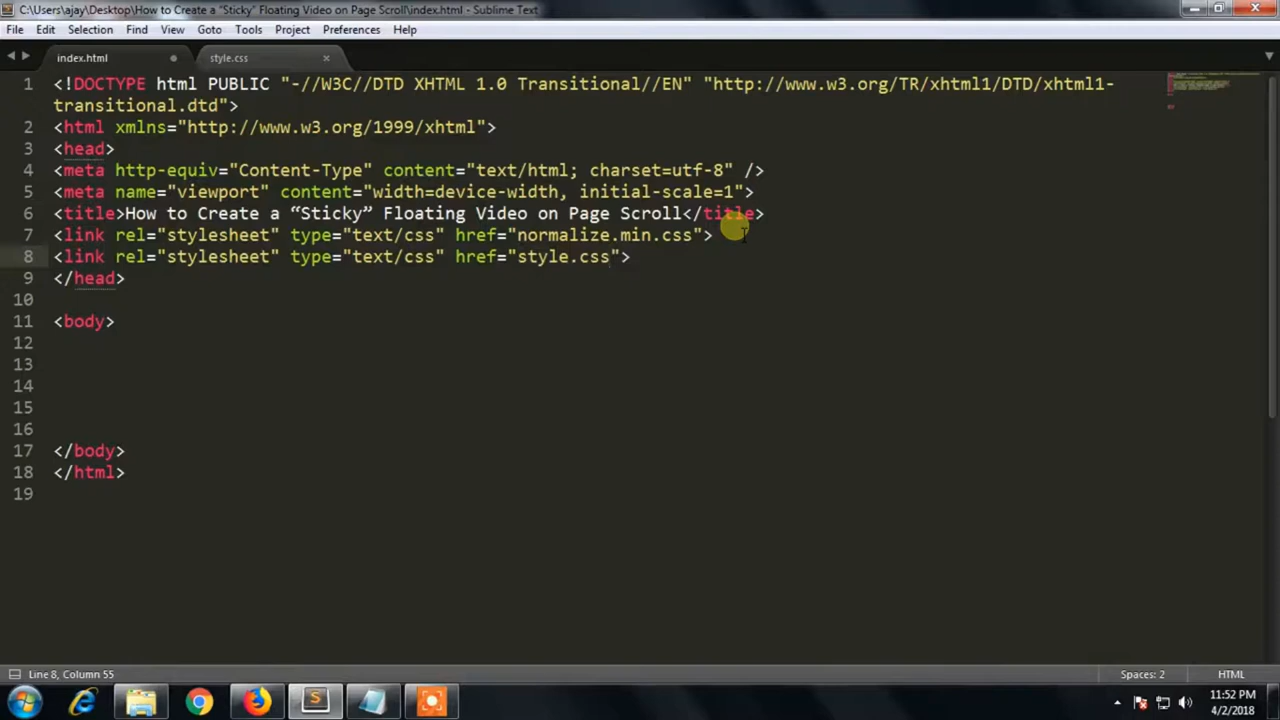 C:\Users\ajay\Desktop\How to Create a “Sticky” Floating Video on Page Scroll\index.html - Sublime Text
File Edit Selection Find View Goto Tools Project Preferences Help
index.html style.css
1 <!DOCTYPE html PUBLIC "-//W3C//DTD XHTML 1.0 Transitional//EN" "http://www.w3.org/TR/xhtml1/DTD/xhtml1-
transitional.dtd">
2 <html xmlns="http://www.w3.org/1999/xhtml">
3 <head>
4 <meta http-equiv="Content-Type" content="text/html; charset=utf-8" />
5 <meta name="viewport" content="width=device-width, initial-scale=1">
6 <title>How to Create a “Sticky” Floating Video on Page Scroll</title>
7 <link rel="stylesheet" type="text/css" href="normalize.min.css">
8 <link rel="stylesheet" type="text/css" href="style.css">
9 </head>
10
11 <body>
12
13
14
15
16
17 </body>
18 </html>
19
Line 8, Column 55 Spaces: 2 HTML
11:52 PM
4/2/2018